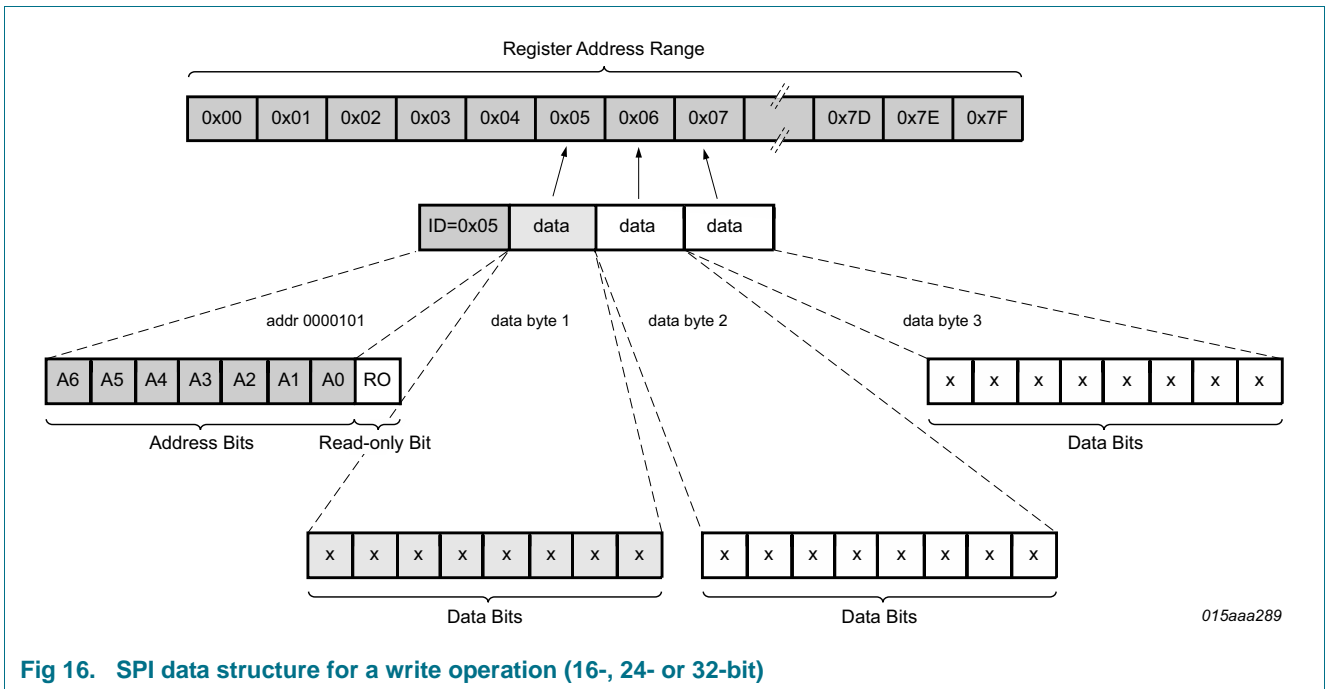 Register Address Range
0x00 0x01 0x02 0x03 0x04 0x05 0x06 0x07 0x7D 0x7E 0x7F
ID=0x05 data data data
addr 0000101 data byte 1 data byte 2 data byte 3
A6 A5 A4 A3 A2 A1 A0 RO x x x x x x x x
Address Bits Read-only Bit Data Bits
x x x x x x x x x x x x x x x x
Data Bits Data Bits
015aaa289
Fig 16. SPI data structure for a write operation (16-, 24- or 32-bit)